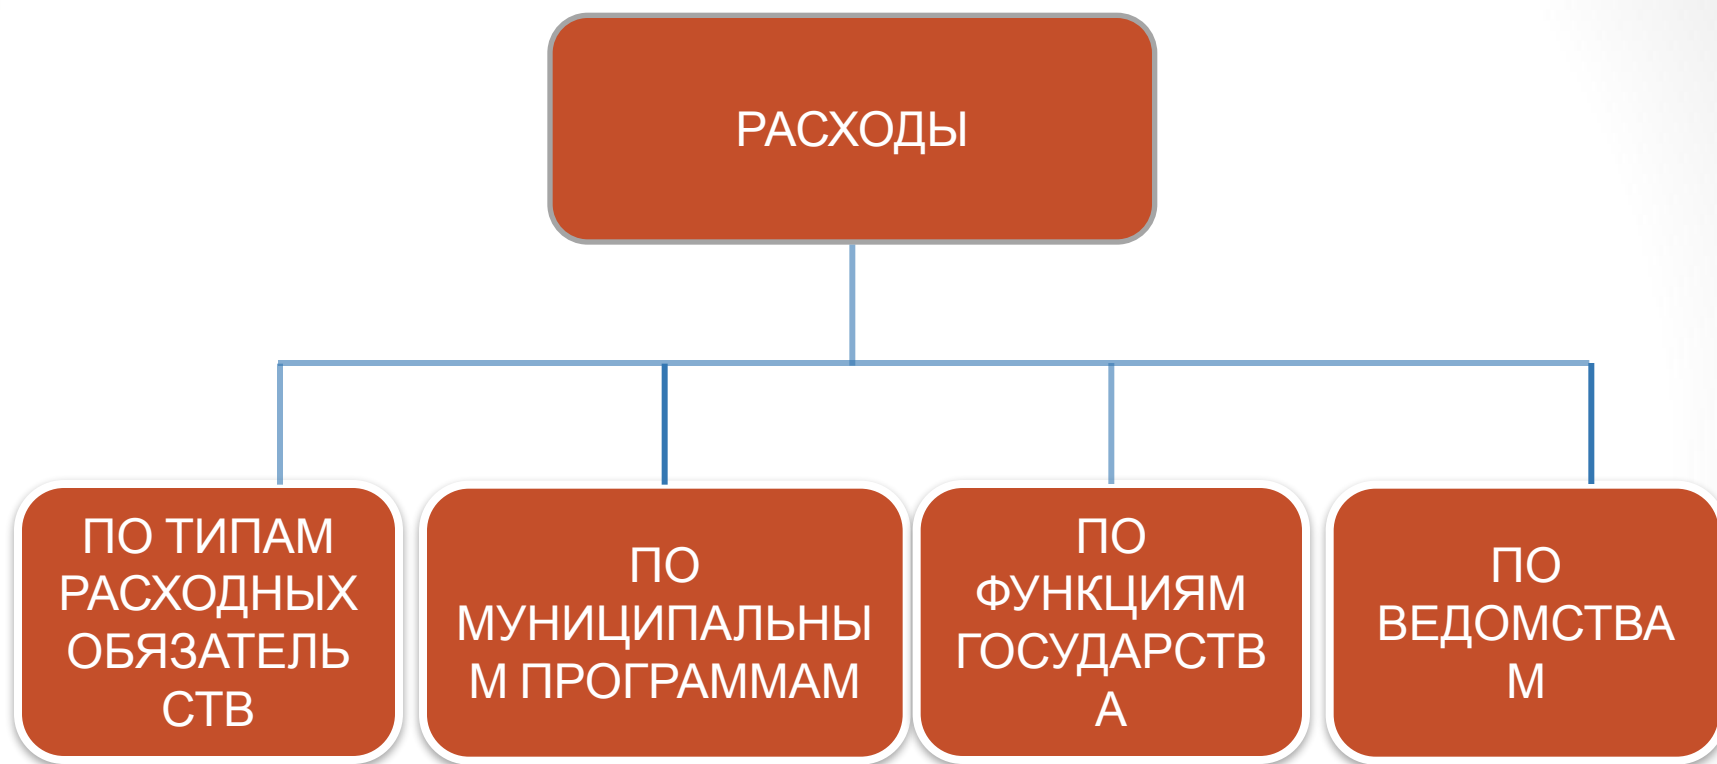 РАСХОДЫ
ПО ТИПАМ
РАСХОДНЫХ
ОБЯЗАТЕЛЬ
СТВ
ПО
МУНИЦИПАЛЬНЫ
М ПРОГРАММАМ
ПО
ФУНКЦИЯМ
ГОСУДАРСТВ
А
ПО
ВЕДОМСТВА
М